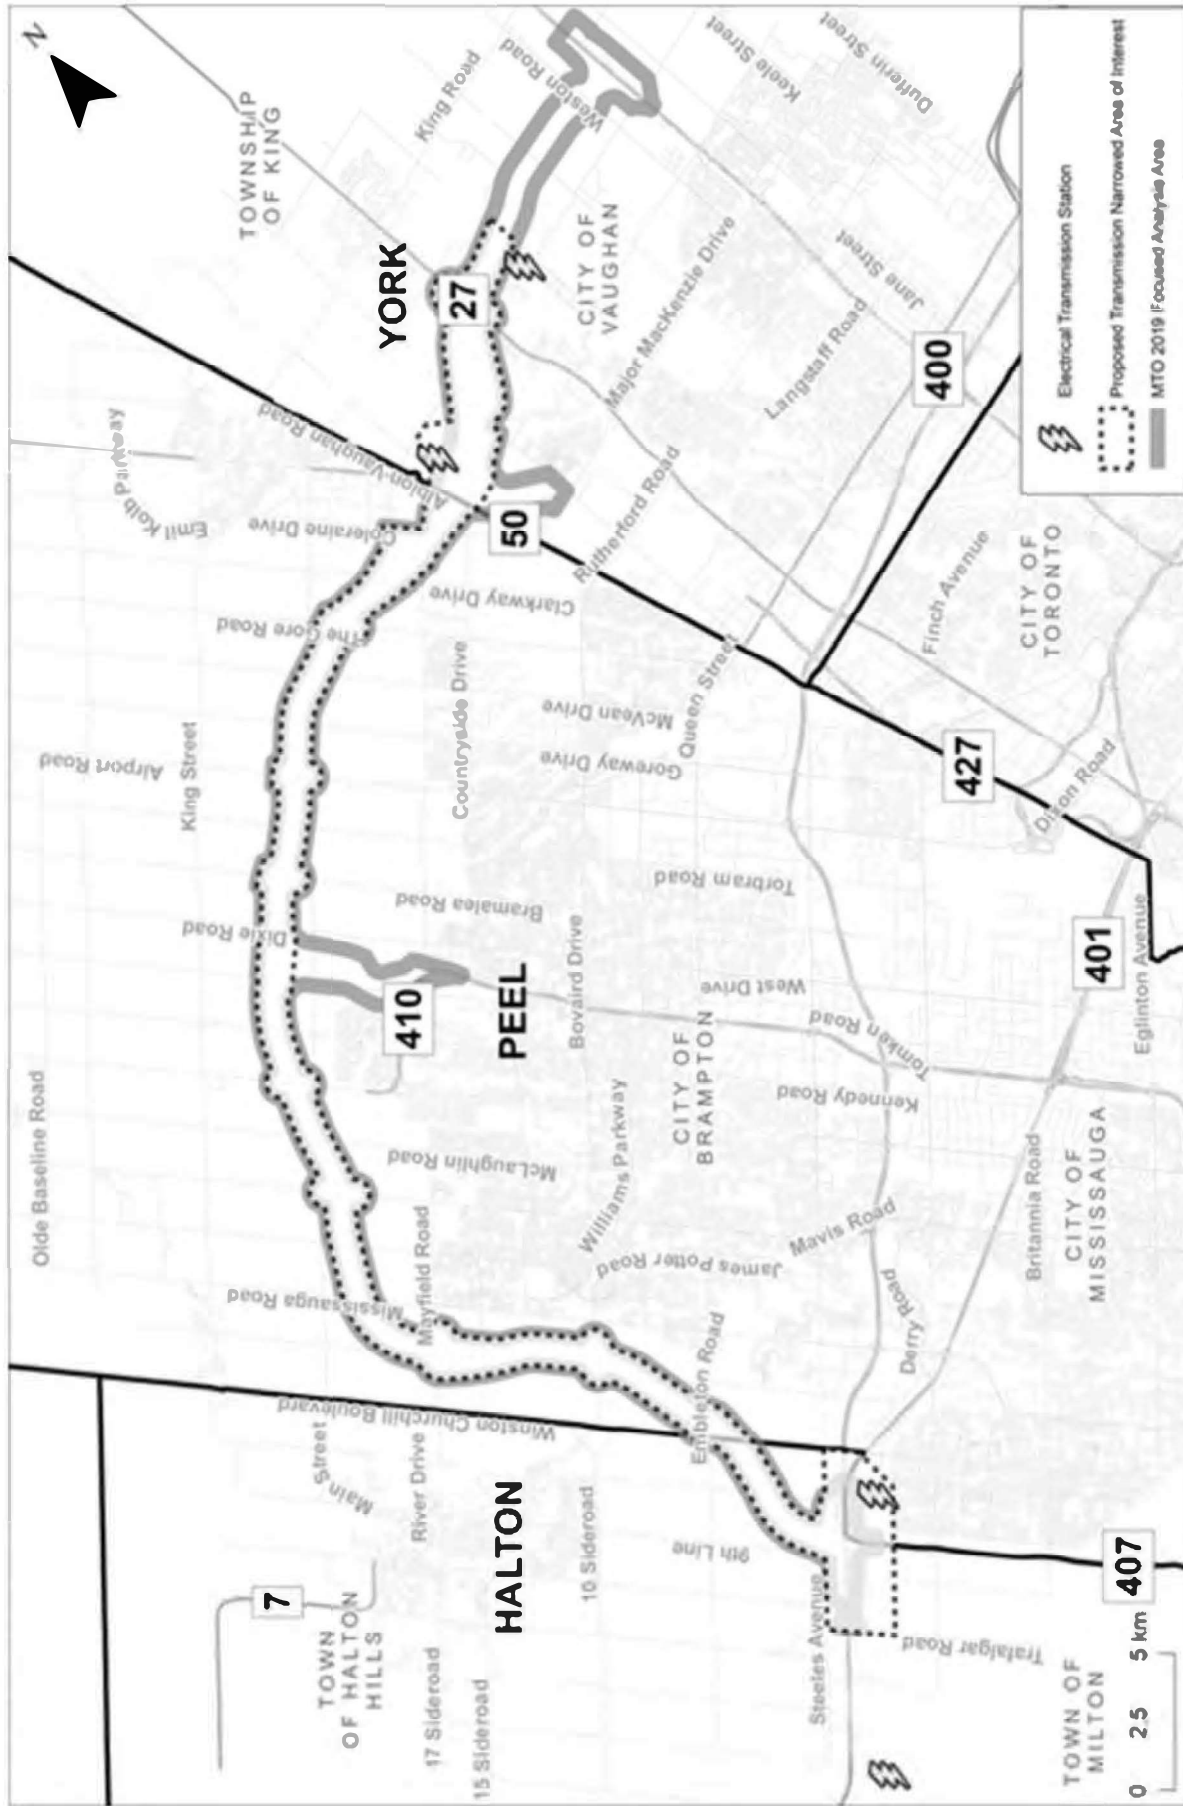 N
TOWNSHIP
OF KING
King Road
Weston Road
Keele Street
Dufferin Street
YORK
27
CITY OF
VAUGHAN
Major MacKenzie Drive
Jane Street
Langstaff Road
400
Rutherford Road
Albion-Vaughan Road
Emil Kolb Parkway
Coleraine Drive
50
Clarkway Drive
The Gore Road
Countryside Drive
McVean Drive
Goreway Drive
Queen Street
Finch Avenue
CITY OF
TORONTO
427
Dixon Road
Airport Road
King Street
Torbram Road
Bramalea Road
Dixie Road
Bovaird Drive
West Drive
401
Eglinton Avenue
410
PEEL
CITY OF
BRAMPTON
Tomken Road
Kennedy Road
Olde Baseline Road
McLaughlin Road
Williams Parkway
Mavis Road
James Potter Road
Britannia Road
CITY OF
MISSISSAUGA
Mississauga Road
Mayfield Road
Derry Road
Embleton Road
Winston Churchill Boulevard
Main Street
River Drive
HALTON
10 Sideroad
9th Line
Steeles Avenue
407
7
TOWN
OF HALTON
HILLS
17 Sideroad
15 Sideroad
Trafalgar Road
TOWN OF
MILTON
0 2.5 5 km
Electrical Transmission Station
Proposed Transmission Narrowed Area of Interest
MTO 2019 Focused Analysis Area